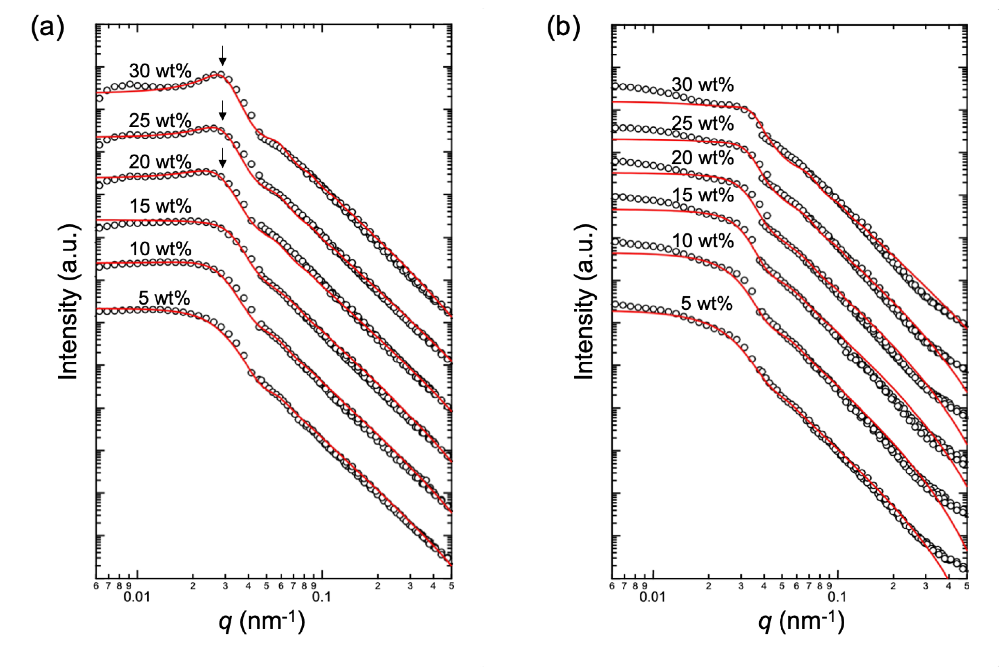 (a)
30 wt%
25 wt%
20 wt%
15 wt%
10 wt%
5 wt%
Intensity (a.u.)
6 7 8 9 2 3 4 5 6 7 8 9 2 3 4 5
0.01 0.1
q (nm-1)
(b)
30 wt%
25 wt%
20 wt%
15 wt%
10 wt%
5 wt%
Intensity (a.u.)
6 7 8 9 2 3 4 5 6 7 8 9 2 3 4 5
0.01 0.1
q (nm-1)